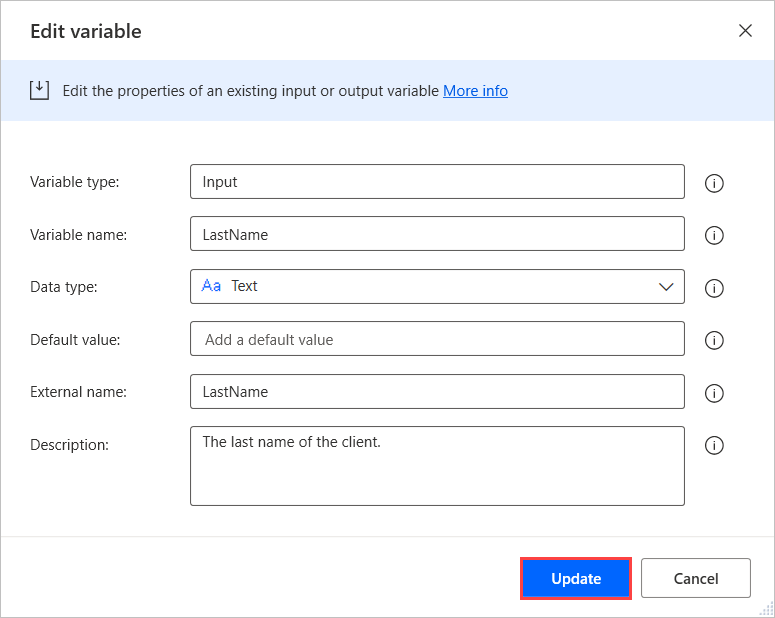 Edit variable
Edit the properties of an existing input or output variable More info
Variable type: Input
Variable name: LastName
Data type: Aa Text
Default value: Add a default value
External name: LastName
Description: The last name of the client.
Update Cancel